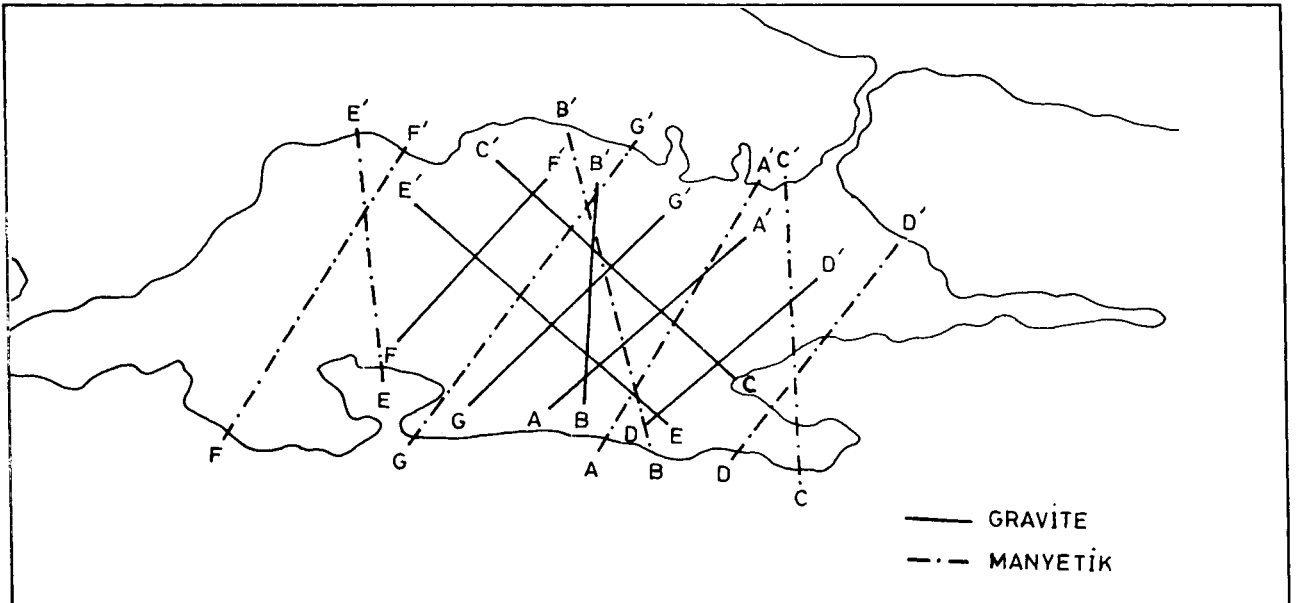 E′
F′
B′
G′
C′
F′
B′
A′
C′
E′
G′
A′
D′
D′
F
E
C
G
A
B
D
E
F
G
A
B
D
C
GRAVİTE
MANYETİK